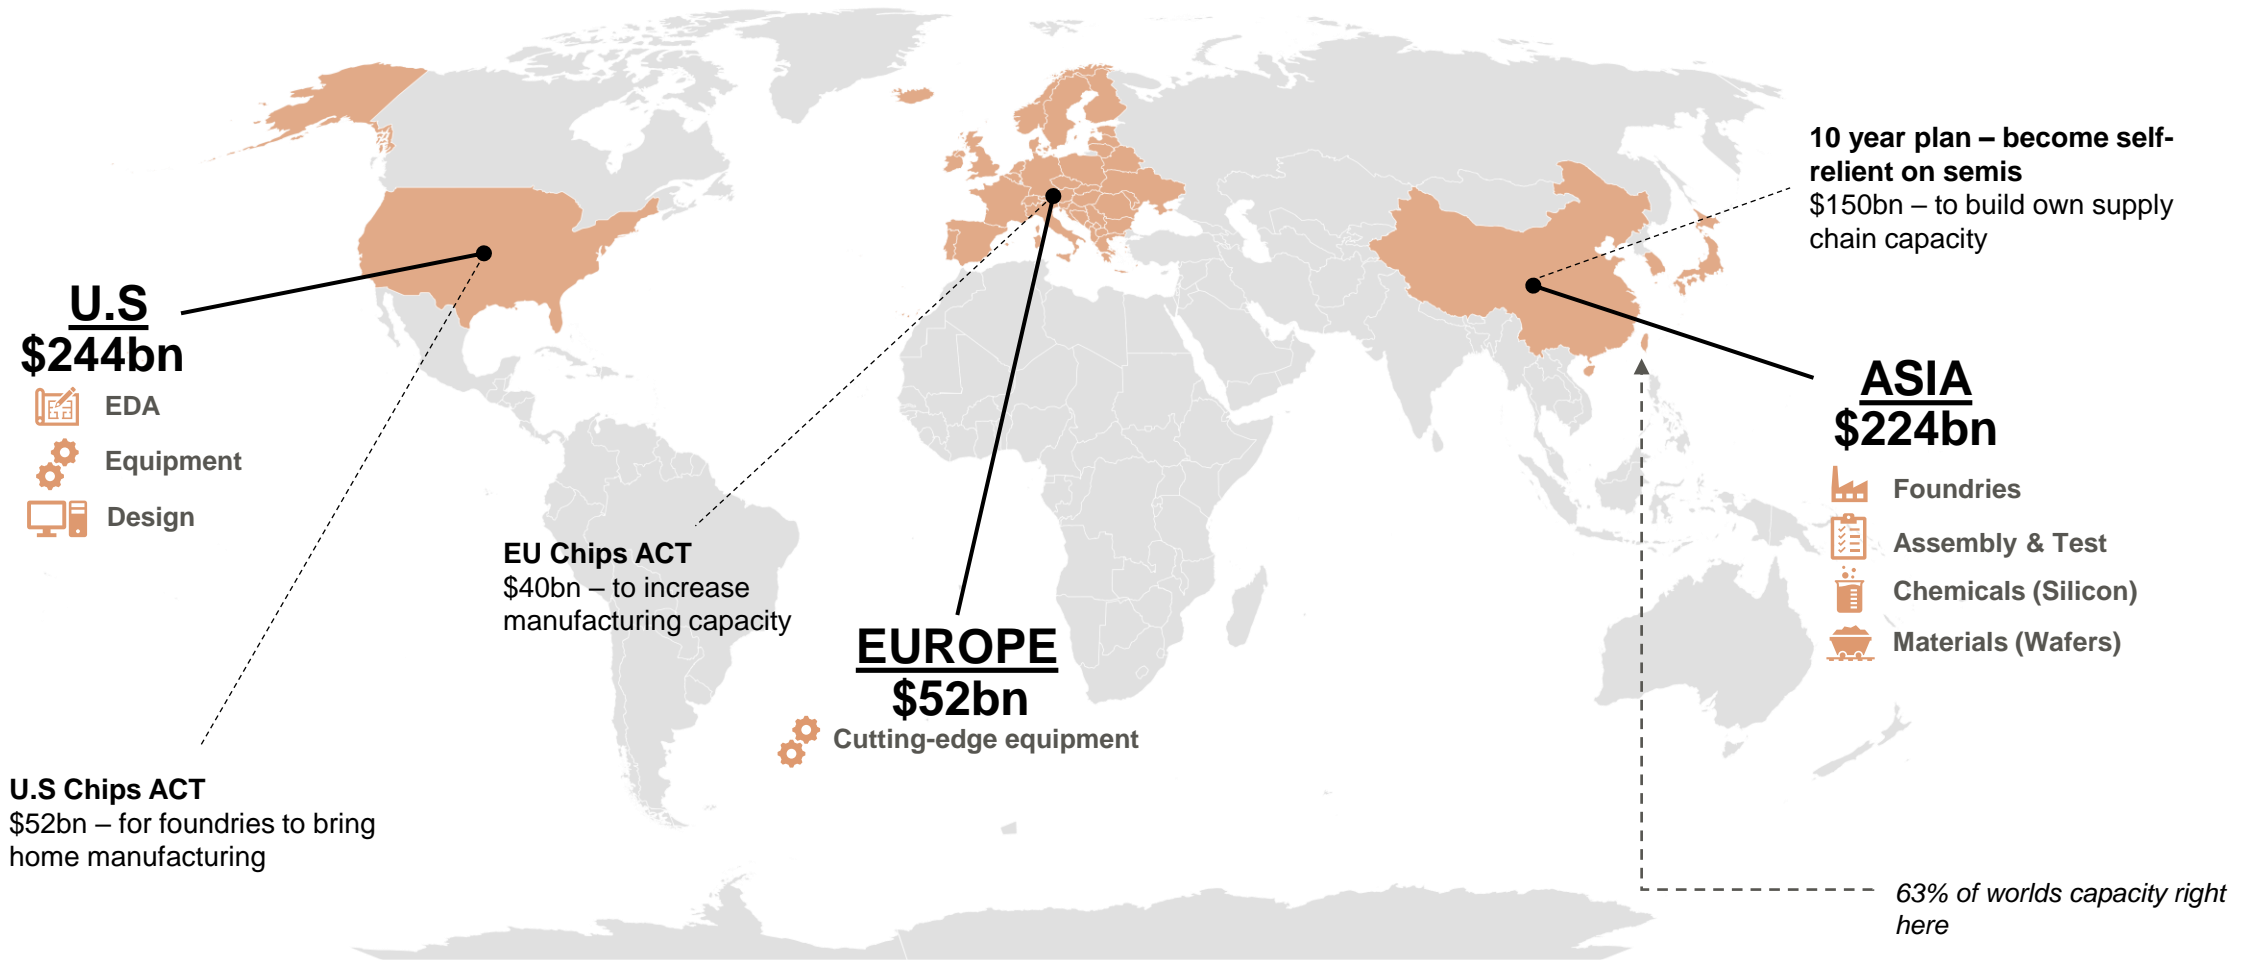 U.S
$244bn
EDA
Equipment
Design
U.S Chips ACT
$52bn – for foundries to bring
home manufacturing
EU Chips ACT
$40bn – to increase
manufacturing capacity
EUROPE
$52bn
Cutting-edge equipment
10 year plan – become self-
relient on semis
$150bn – to build own supply
chain capacity
ASIA
$224bn
Foundries
Assembly & Test
Chemicals (Silicon)
Materials (Wafers)
63% of worlds capacity right
here